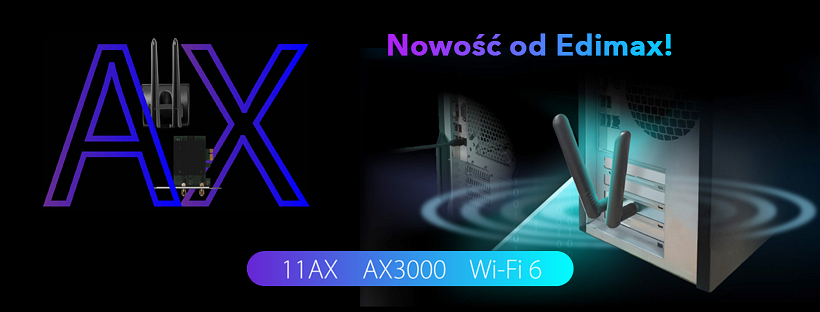 AX
Nowość od Edimax!
11AX AX3000 Wi-Fi 6